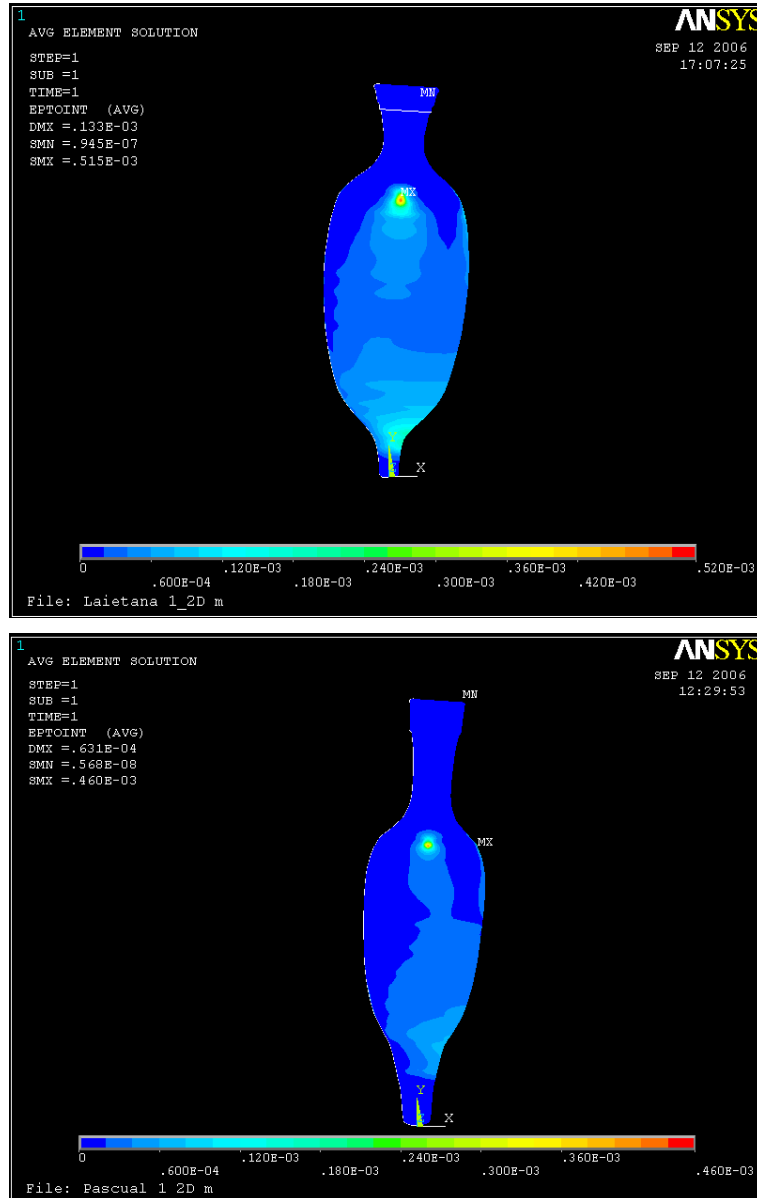 1
ANSYS
AVG ELEMENT SOLUTION
SEP 12 2006
17:07:25
STEP=1
SUB =1
TIME=1
EPTOINT (AVG)
DMX =.133E-03
SMN =.945E-07
SMX =.515E-03
MN
MX
Y
Z X
0 .120E-03 .240E-03 .360E-03 .520E-03
.600E-04 .180E-03 .300E-03 .420E-03
File: Laietana 1_2D m
1
ANSYS
AVG ELEMENT SOLUTION
SEP 12 2006
12:29:53
STEP=1
SUB =1
TIME=1
EPTOINT (AVG)
DMX =.631E-04
SMN =.568E-08
SMX =.460E-03
MN
MX
Y
Z X
0 .120E-03 .240E-03 .360E-03 .460E-03
.600E-04 .180E-03 .300E-03
File: Pascual 1 2D m